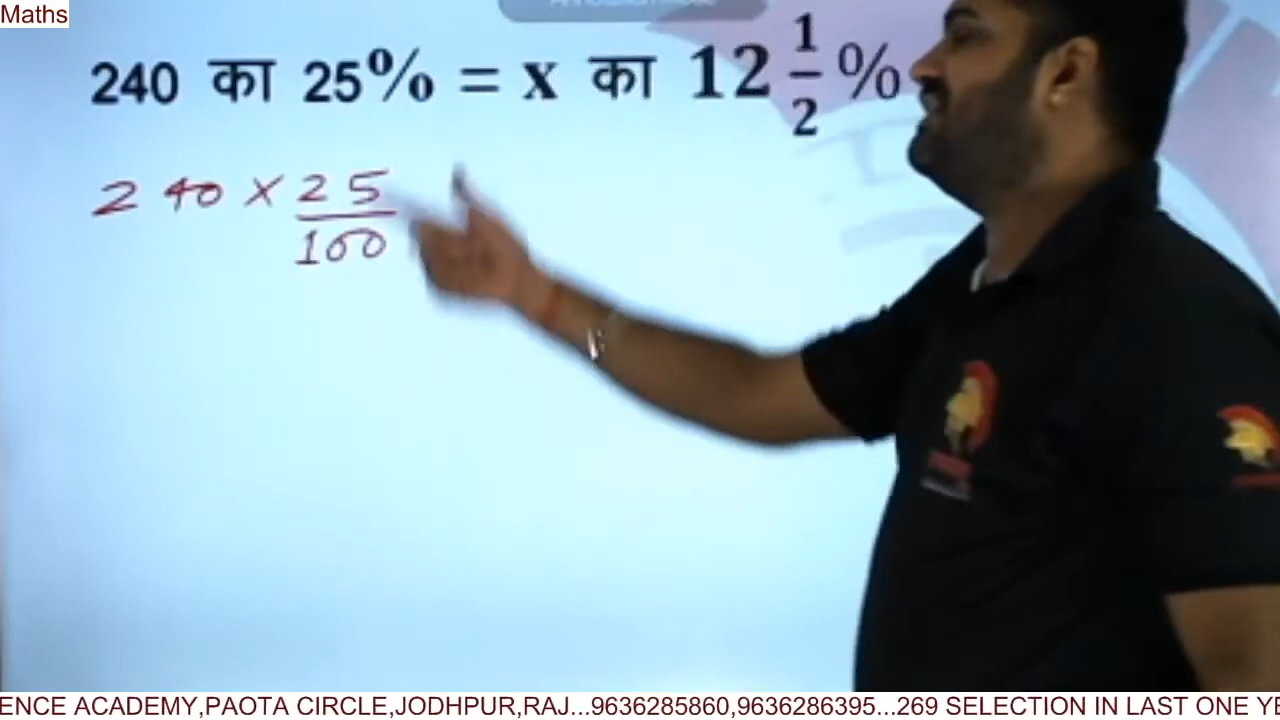 Maths
240 का 25% = x का 12 1/2 %
240 × 25/100
ENCE ACADEMY,PAOTA CIRCLE,JODHPUR,RAJ...9636285860,9636286395...269 SELECTION IN LAST ONE YE